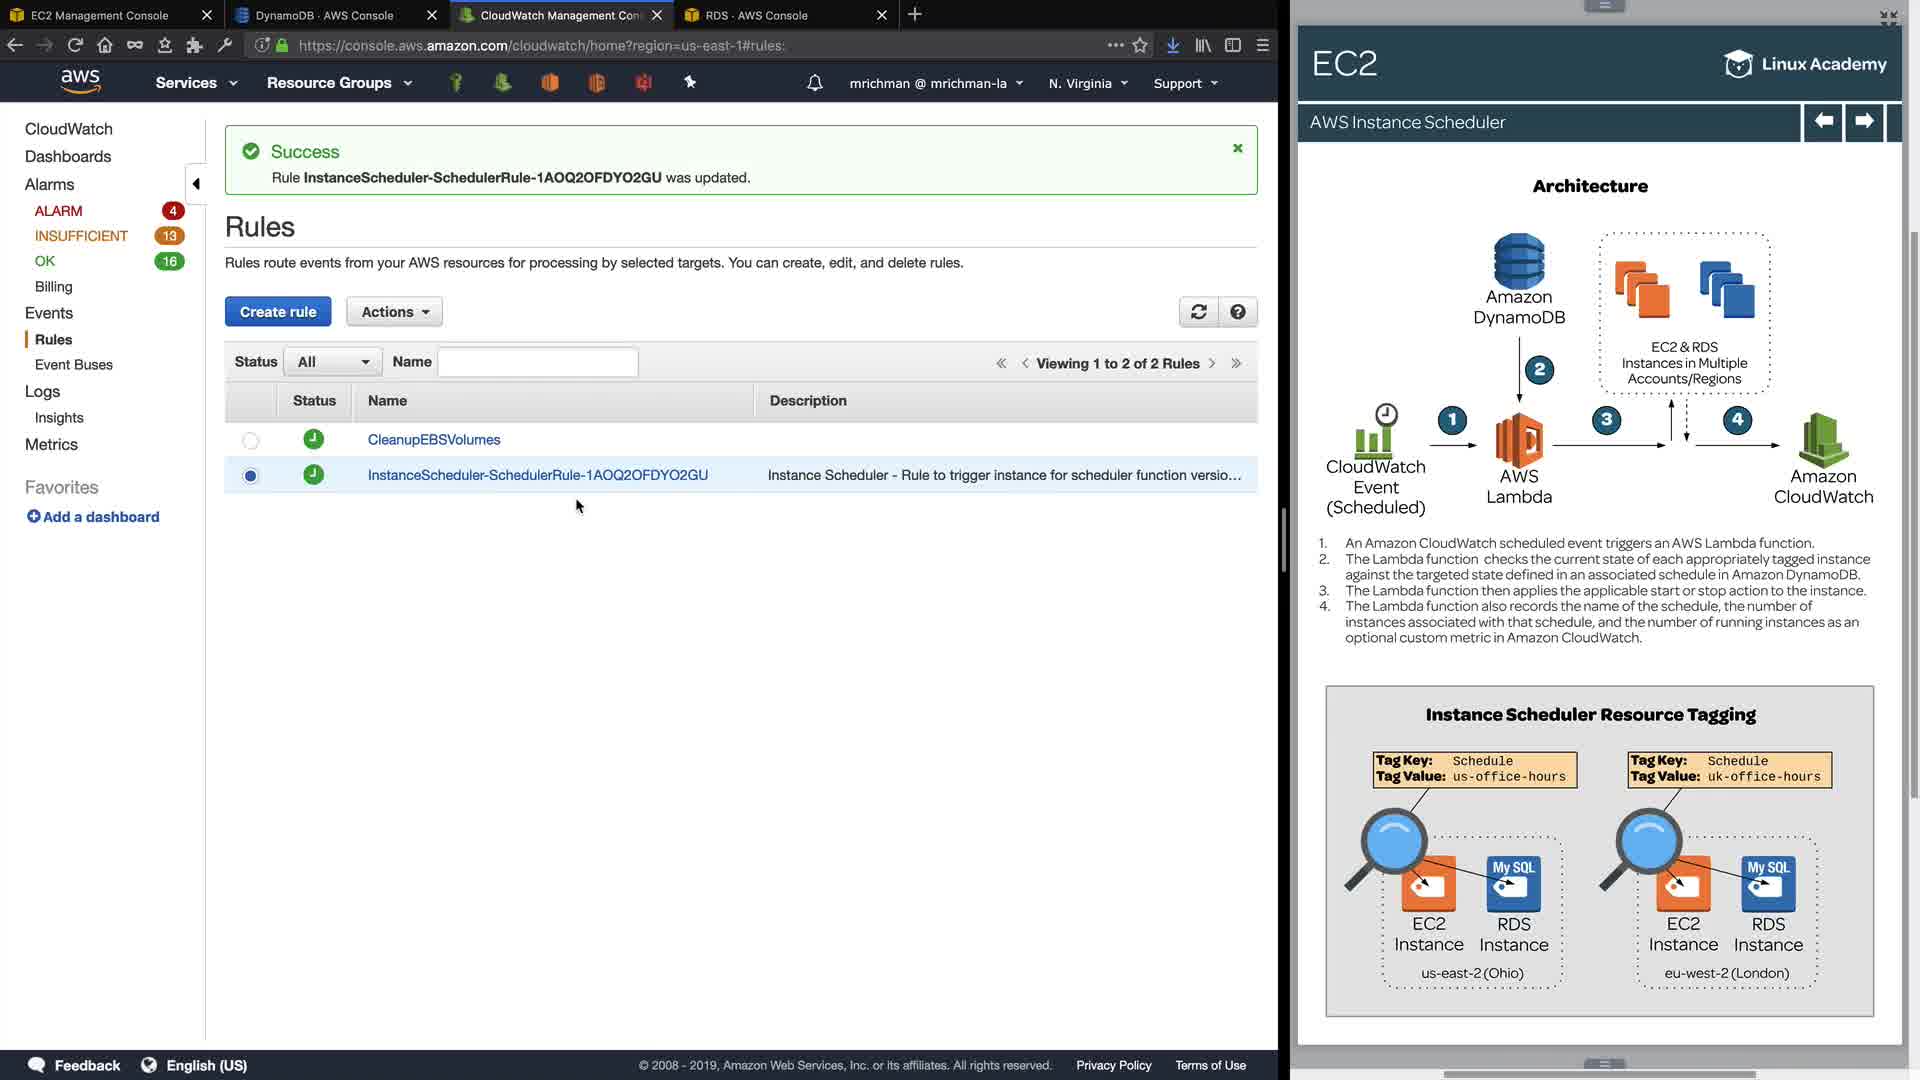 EC2 Management Console
DynamoDB · AWS Console
CloudWatch Management Con
RDS · AWS Console
https://console.aws.amazon.com/cloudwatch/home?region=us-east-1#rules:
aws
Services
Resource Groups
mrichman @ mrichman-la
N. Virginia
Support
CloudWatch
Dashboards
Alarms
ALARM 4
INSUFFICIENT 13
OK 16
Billing
Events
Rules
Event Buses
Logs
Insights
Metrics
Favorites
Add a dashboard
Success
Rule InstanceScheduler-SchedulerRule-1AOQ2OFDYO2GU was updated.
Rules
Rules route events from your AWS resources for processing by selected targets. You can create, edit, and delete rules.
Create rule
Actions
Status All Name
Viewing 1 to 2 of 2 Rules
Status Name Description
CleanupEBSVolumes
InstanceScheduler-SchedulerRule-1AOQ2OFDYO2GU Instance Scheduler - Rule to trigger instance for scheduler function versio...
Feedback
English (US)
© 2008 - 2019, Amazon Web Services, Inc. or its affiliates. All rights reserved.
Privacy Policy
Terms of Use
EC2
Linux Academy
AWS Instance Scheduler
Architecture
Amazon
DynamoDB
EC2 & RDS
Instances in Multiple
Accounts/Regions
2
1
3
4
CloudWatch
Event
(Scheduled)
AWS
Lambda
Amazon
CloudWatch
1. An Amazon CloudWatch scheduled event triggers an AWS Lambda function.
2. The Lambda function checks the current state of each appropriately tagged instance
against the targeted state defined in an associated schedule in Amazon DynamoDB.
3. The Lambda function then applies the applicable start or stop action to the instance.
4. The Lambda function also records the name of the schedule, the number of
instances associated with that schedule, and the number of running instances as an
optional custom metric in Amazon CloudWatch.
Instance Scheduler Resource Tagging
Tag Key: Schedule
Tag Value: us-office-hours
Tag Key: Schedule
Tag Value: uk-office-hours
My SQL
My SQL
EC2
Instance
RDS
Instance
EC2
Instance
RDS
Instance
us-east-2 (Ohio)
eu-west-2 (London)